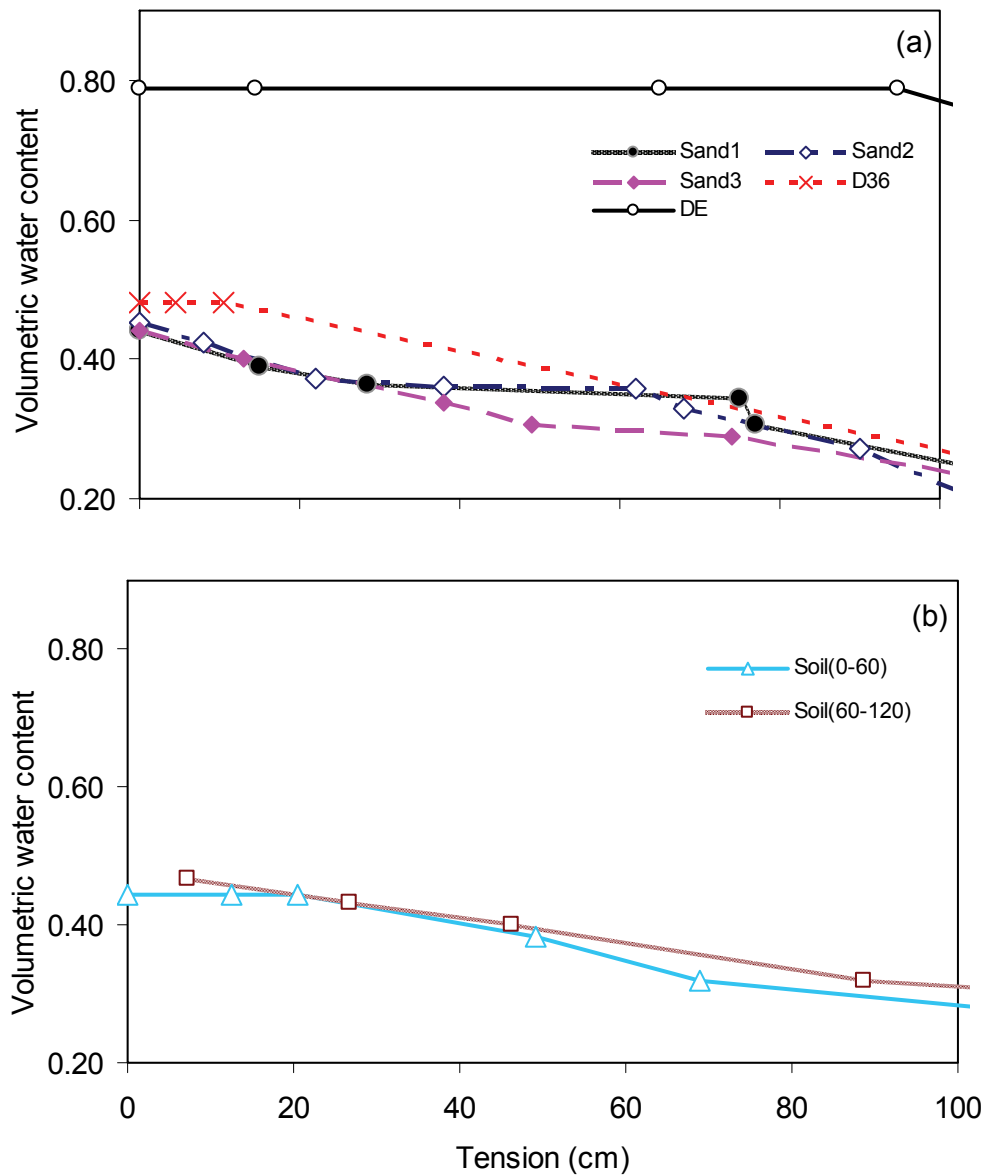 (a)
0.80
0.60
0.40
0.20
Volumetric water content
Sand1 Sand2
Sand3 D36
DE
(b)
0.80
0.60
0.40
0.20
Volumetric water content
Soil(0-60)
Soil(60-120)
0 20 40 60 80 100
Tension (cm)